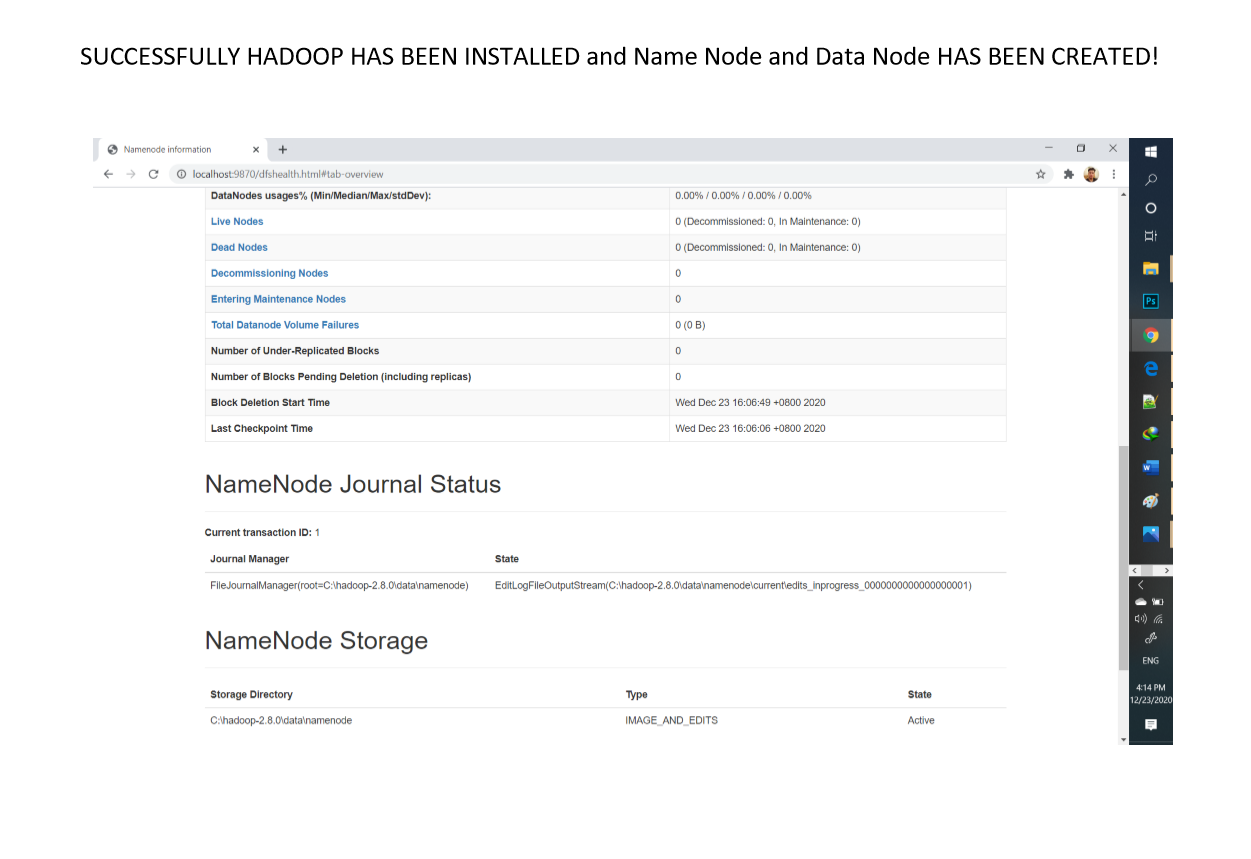 SUCCESSFULLY HADOOP HAS BEEN INSTALLED and Name Node and Data Node HAS BEEN CREATED!
Namenode information
localhost:9870/dfshealth.html#tab-overview
DataNodes usages% (Min/Median/Max/stdDev): 0.00% / 0.00% / 0.00% / 0.00%
Live Nodes 0 (Decommissioned: 0, In Maintenance: 0)
Dead Nodes 0 (Decommissioned: 0, In Maintenance: 0)
Decommissioning Nodes 0
Entering Maintenance Nodes 0
Total Datanode Volume Failures 0 (0 B)
Number of Under-Replicated Blocks 0
Number of Blocks Pending Deletion (including replicas) 0
Block Deletion Start Time Wed Dec 23 16:06:49 +0800 2020
Last Checkpoint Time Wed Dec 23 16:06:06 +0800 2020
NameNode Journal Status
Current transaction ID: 1
Journal Manager State
FileJournalManager(root=C:\hadoop-2.8.0\data\namenode) EditLogFileOutputStream(C:\hadoop-2.8.0\data\namenode\current\edits_inprogress_0000000000000000001)
NameNode Storage
Storage Directory Type State
C:\hadoop-2.8.0\data\namenode IMAGE_AND_EDITS Active
Ps
W
ENG
4:14 PM
12/23/2020